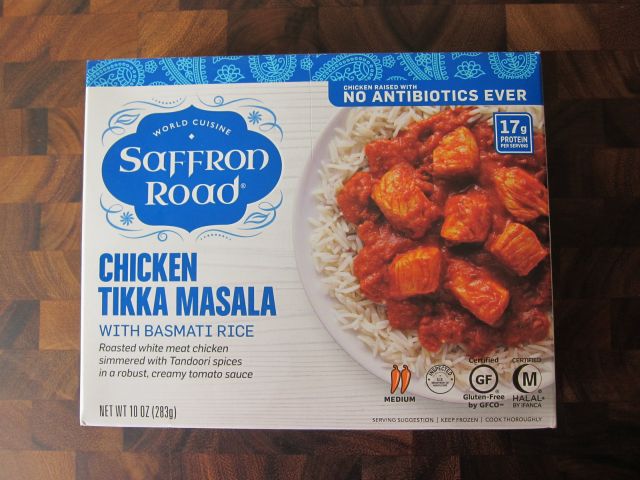 CHICKEN RAISED WITH
NO ANTIBIOTICS EVER
WORLD CUISINE
SAFFRON
ROAD®
17g
PROTEIN
PER SERVING
CHICKEN
TIKKA MASALA
WITH BASMATI RICE
Roasted white meat chicken
simmered with Tandoori spices
in a robust, creamy tomato sauce
NET WT 10 OZ (283g)
MEDIUM
INSPECTED
Certified
GF
Gluten-Free
by GFCO
CERTIFIED
M
HALAL
BY IFANCA
SERVING SUGGESTION | KEEP FROZEN | COOK THOROUGHLY